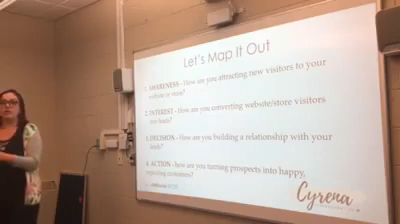 Let's Map It Out
1. AWARENESS - How are you attracting new visitors to your
website or store?
2. INTEREST - How are you converting website/store visitors
into leads?
3. DECISION - How are you building a relationship with your
leads?
4. ACTION - how are you turning prospects into happy,
repeating customers?
Cyrena